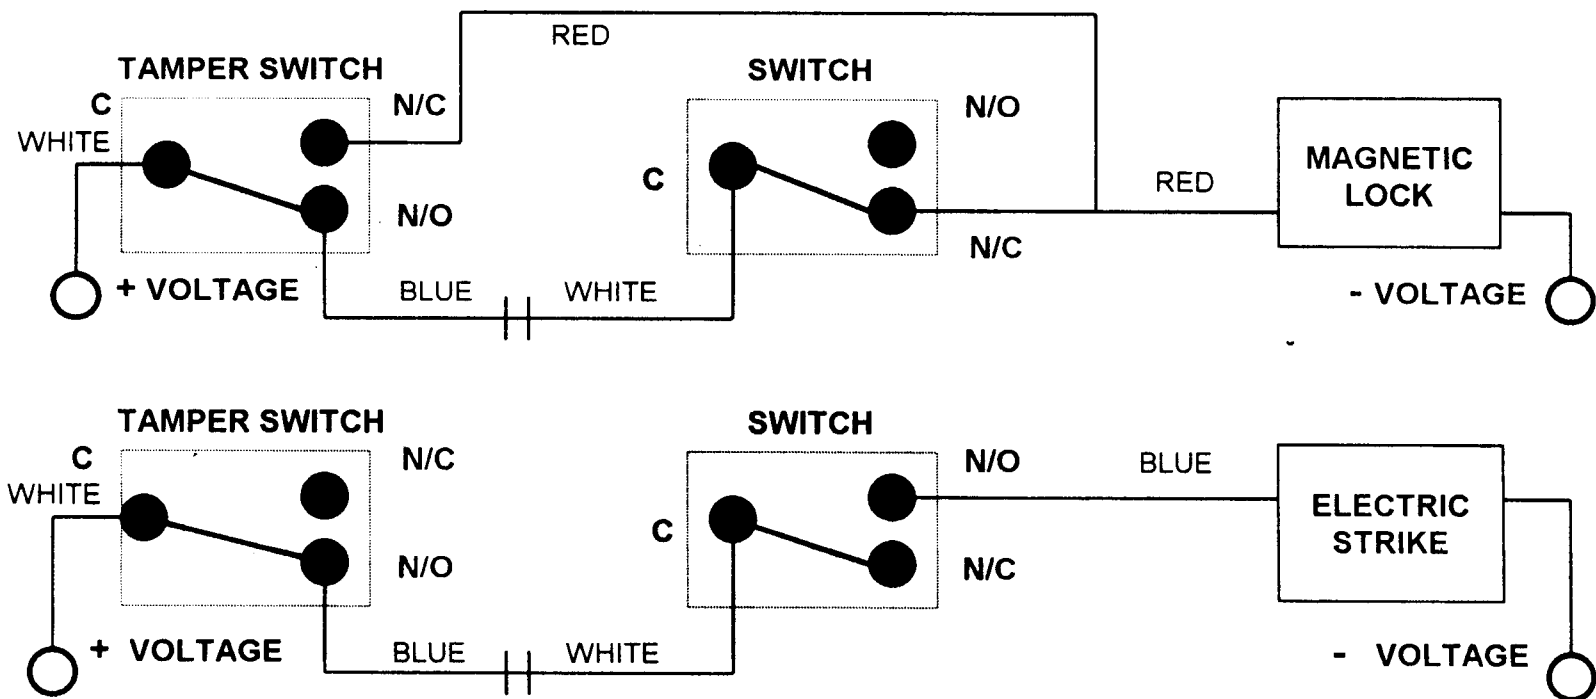 RED
TAMPER SWITCH
SWITCH
C
N/C
N/O
WHITE
MAGNETIC
LOCK
C
RED
N/O
N/C
+ VOLTAGE
BLUE
WHITE
- VOLTAGE
TAMPER SWITCH
SWITCH
C
N/C
N/O
BLUE
WHITE
ELECTRIC
STRIKE
C
N/O
N/C
+ VOLTAGE
BLUE
WHITE
- VOLTAGE